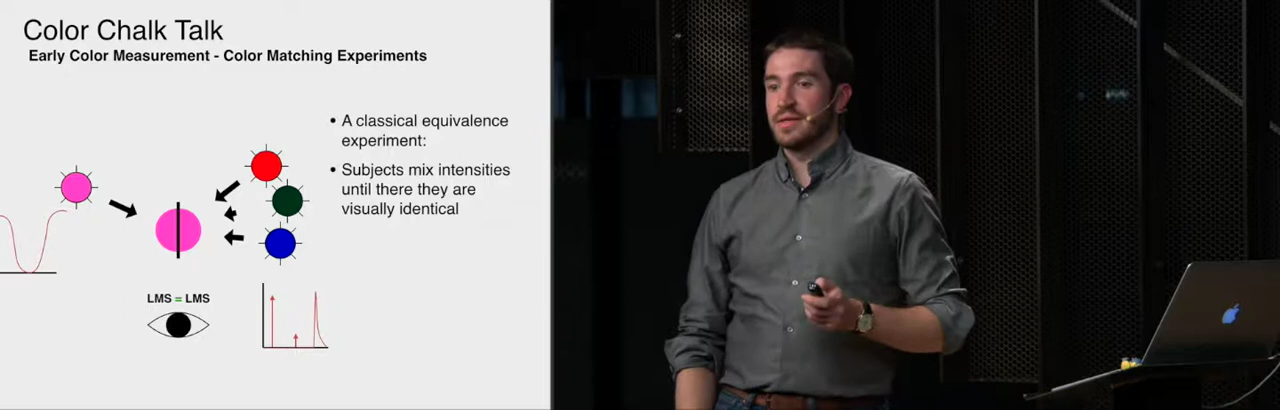 Color Chalk Talk
Early Color Measurement - Color Matching Experiments
• A classical equivalence
experiment:
• Subjects mix intensities
until there they are
visually identical
LMS = LMS